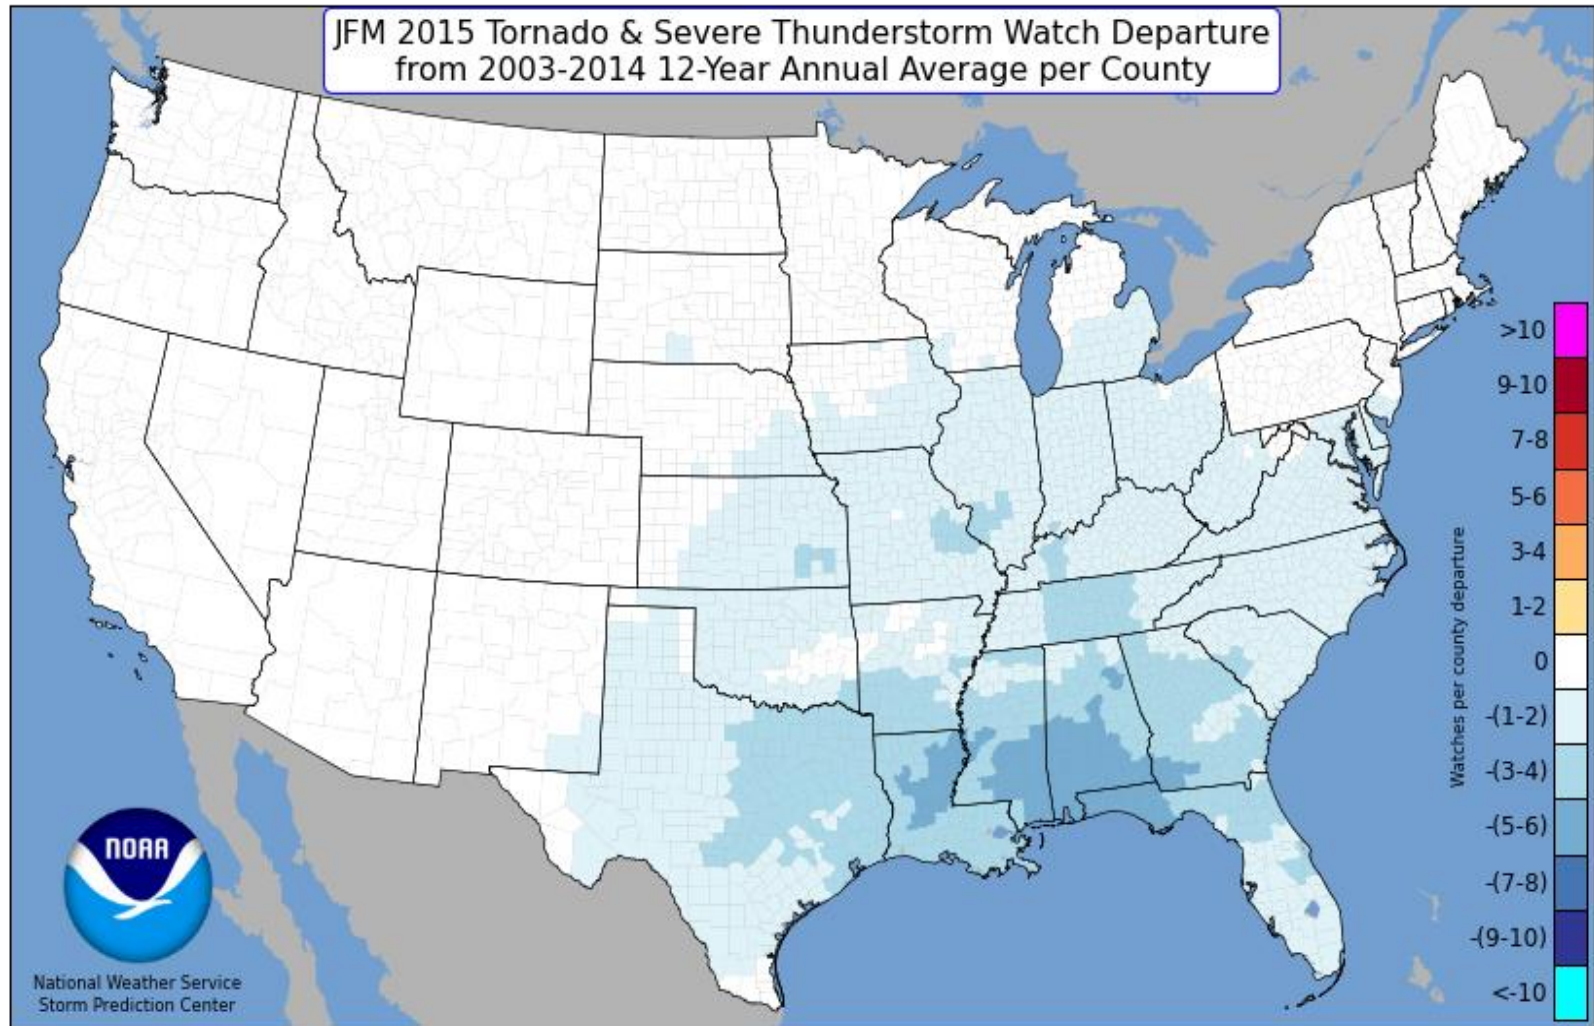 JFM 2015 Tornado & Severe Thunderstorm Watch Departure
from 2003-2014 12-Year Annual Average per County
>10
9-10
7-8
5-6
3-4
1-2
0
-(1-2)
-(3-4)
-(5-6)
-(7-8)
-(9-10)
<-10
Watches per county departure
NOAA
National Weather Service
Storm Prediction Center